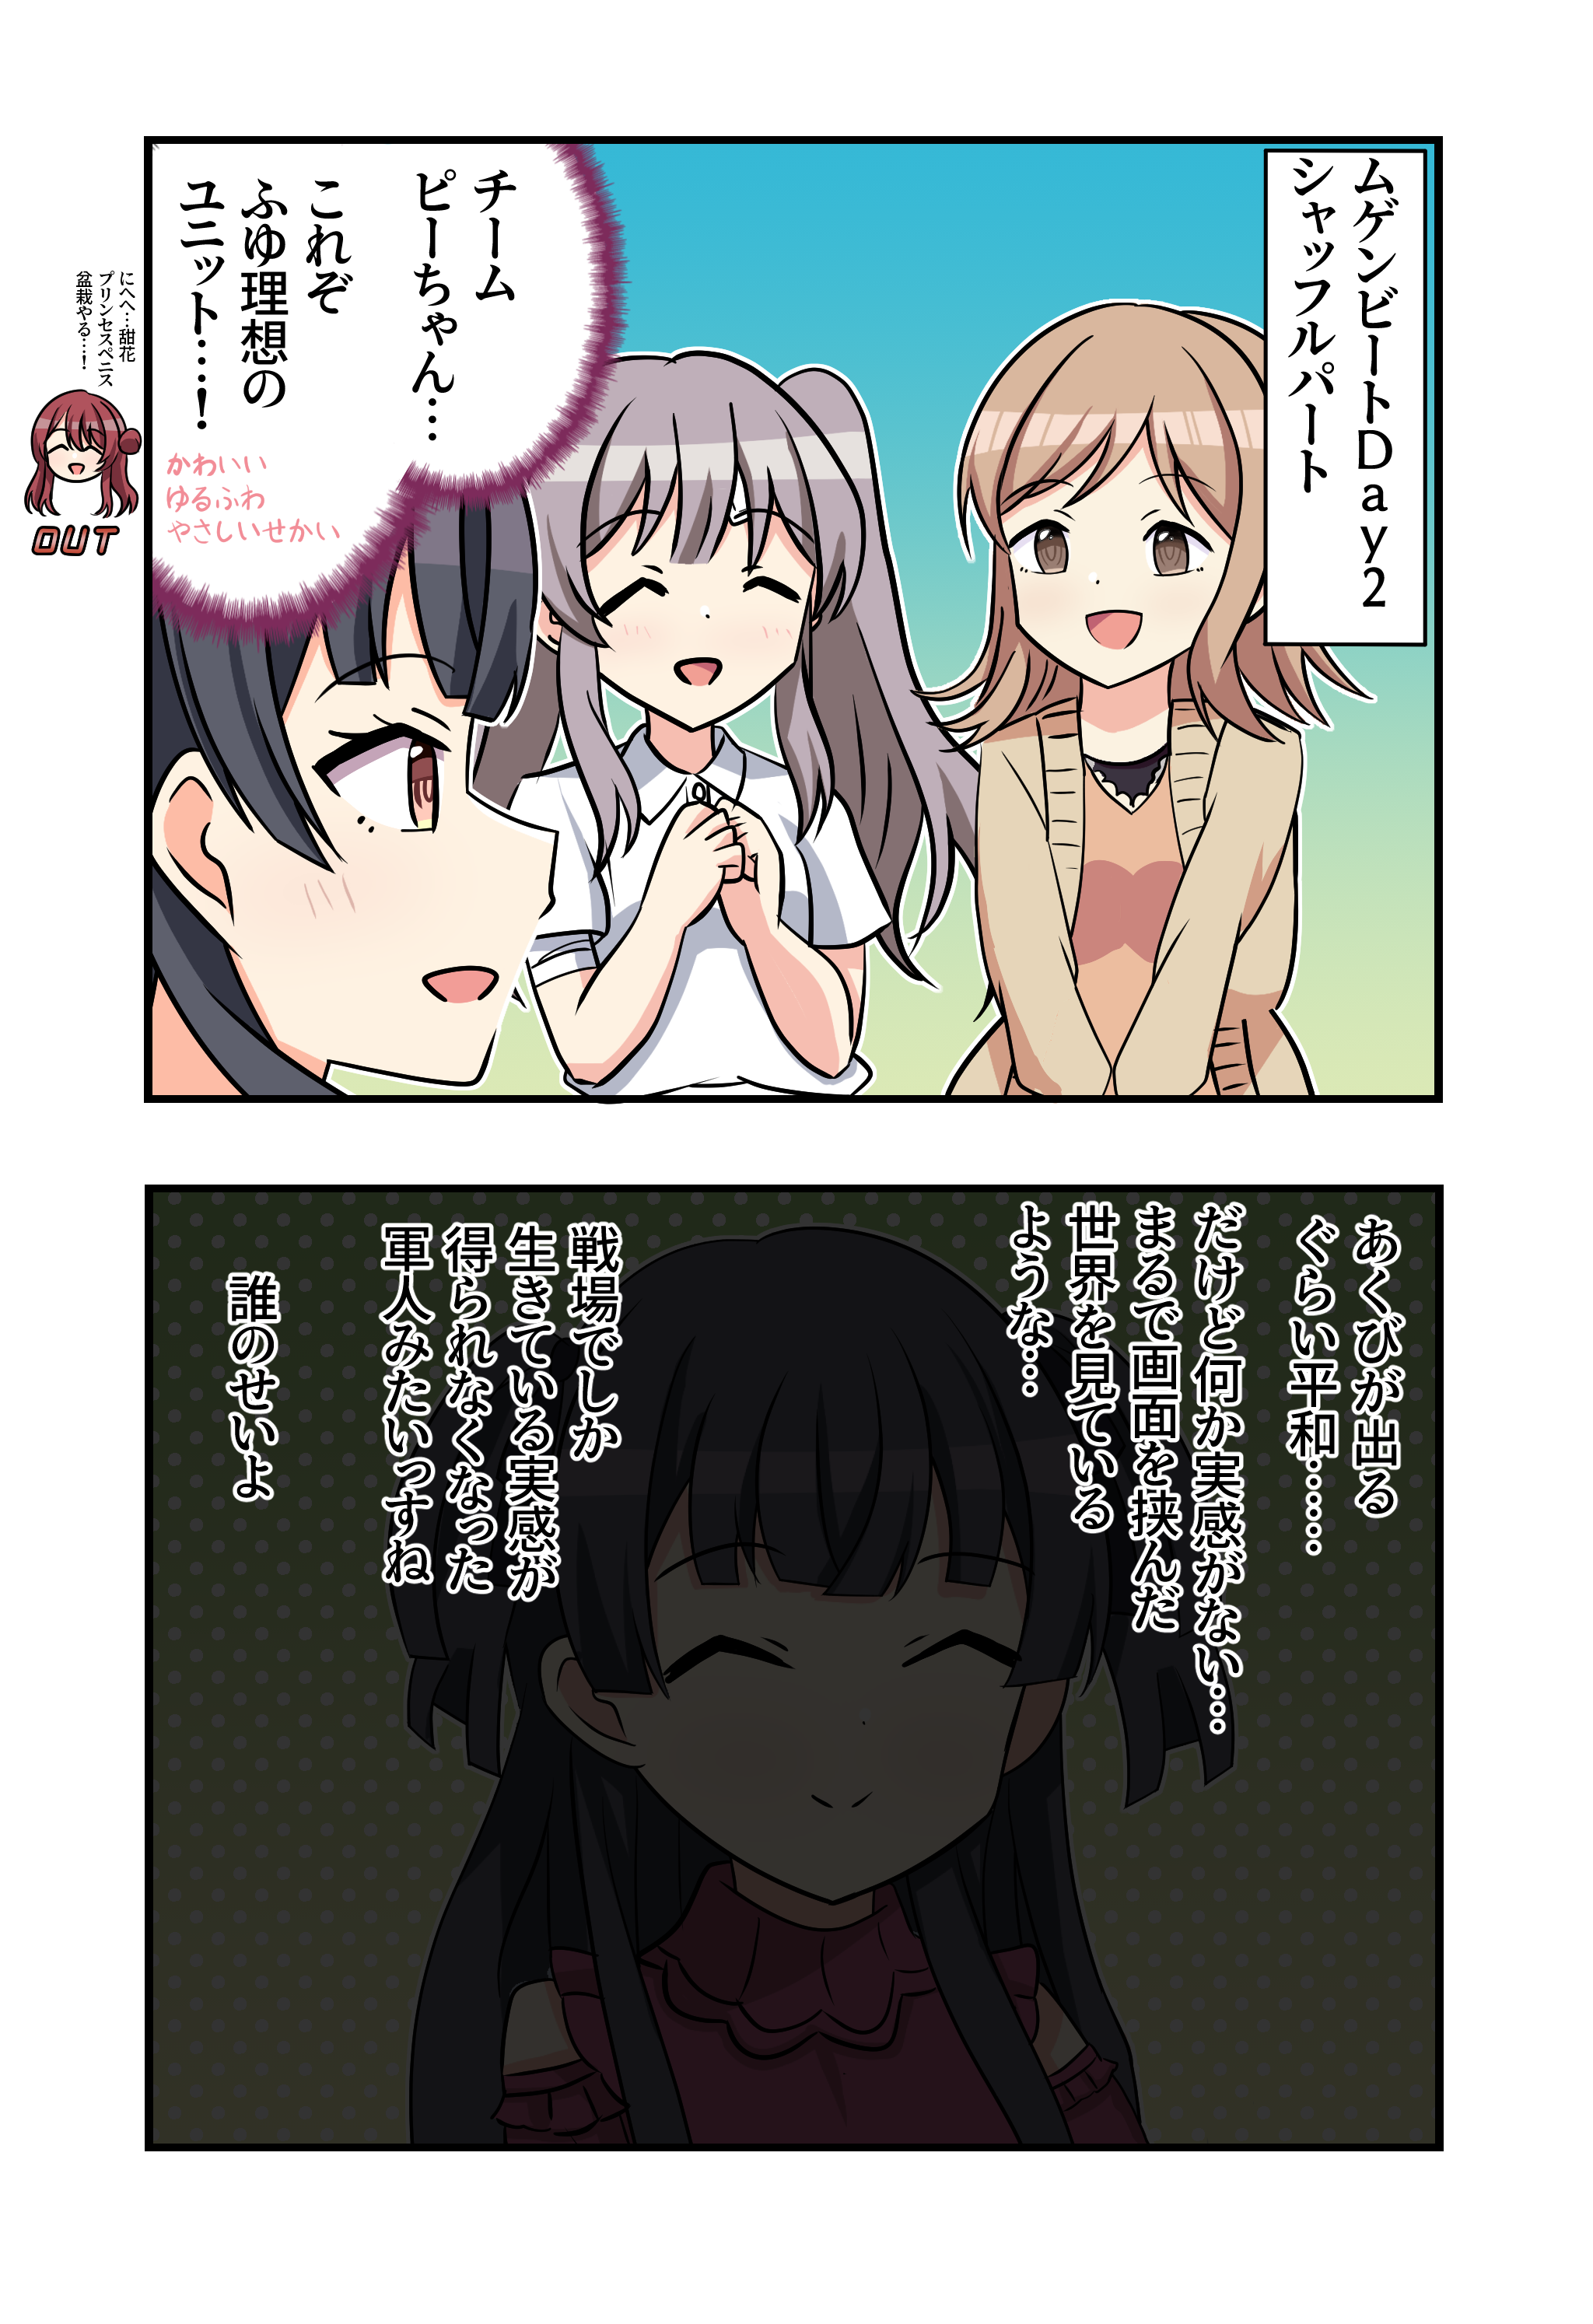 ムゲンビートDay2
シャッフルパート
チーム
ピーちゃん…
これぞ
ふゆ理想の
ユニット……!
かわいい
ゆるふわ
やさしいせかい
にへへ…甜花
プリンセスペニス
盆栽やる…!
OUT
あくびが出る
ぐらい平和……
だけど何か実感がない…
まるで画面を挟んだ
世界を見ている
ような…
戦場でしか
生きている実感が
得られなくなった
軍人みたいっすね
誰のせいよ